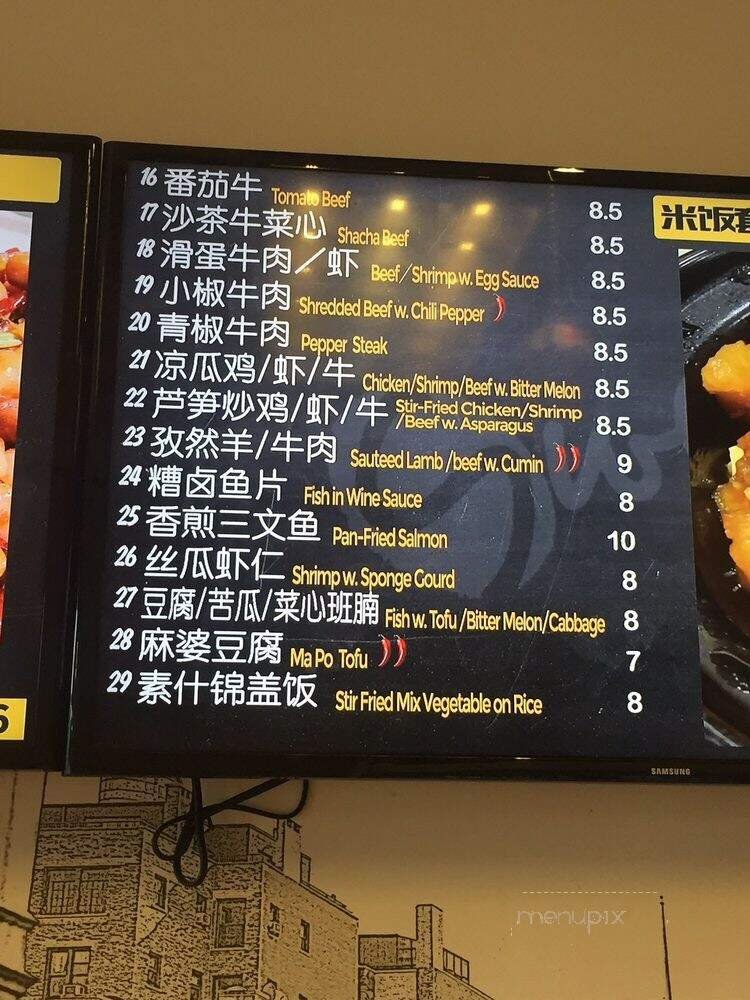 16 番茄牛 Tomato Beef 8.5
17 沙茶牛菜心 Shacha Beef 8.5
18 滑蛋牛肉/虾 Beef/Shrimp w. Egg Sauce 8.5
19 小椒牛肉 Shredded Beef w. Chili Pepper 8.5
20 青椒牛肉 Pepper Steak 8.5
21 凉瓜鸡/虾/牛 Chicken/Shrimp/Beef w. Bitter Melon 8.5
22 芦笋炒鸡/虾/牛 Stir-Fried Chicken/Shrimp
/Beef w. Asparagus 8.5
23 孜然羊/牛肉 Sauteed Lamb /beef w. Cumin 9
24 糟卤鱼片 Fish in Wine Sauce 8
25 香煎三文鱼 Pan-Fried Salmon 10
26 丝瓜虾仁 Shrimp w. Sponge Gourd 8
27 豆腐/苦瓜/菜心班腩 Fish w. Tofu /Bitter Melon/Cabbage 8
28 麻婆豆腐 Ma Po Tofu 7
29 素什锦盖饭 Stir Fried Mix Vegetable on Rice 8
米饭套
6
SAMSUNG
menupix